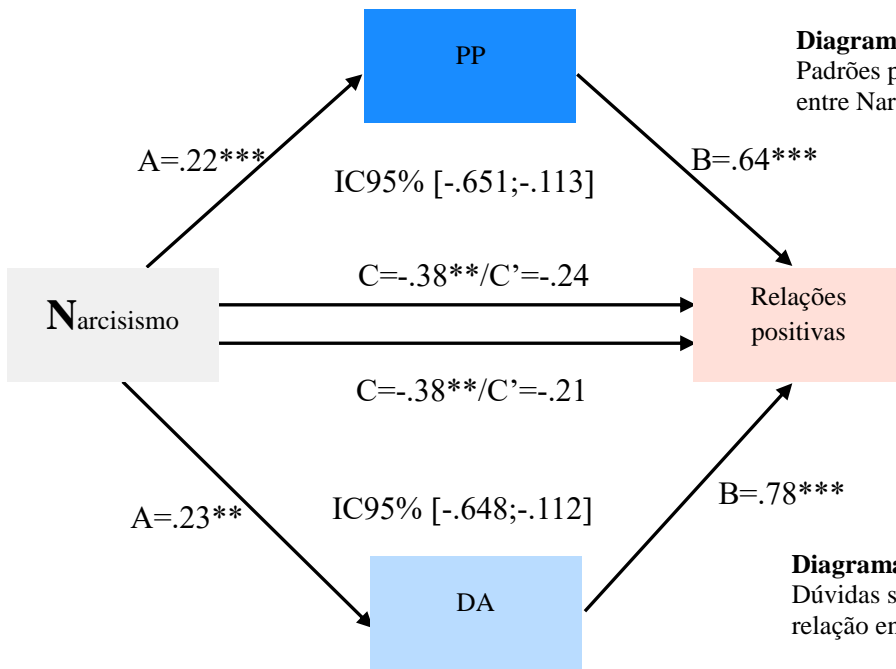 PP
Diagram
Padrões p
entre Nar
A=.22***
B=.64***
IC95% [-.651;-.113]
C=-.38**/C’=-.24
Narcisismo
Relações
positivas
C=-.38**/C’=-.21
A=.23**
IC95% [-.648;-.112]
B=.78***
DA
Diagrama
Dúvidas s
relação en